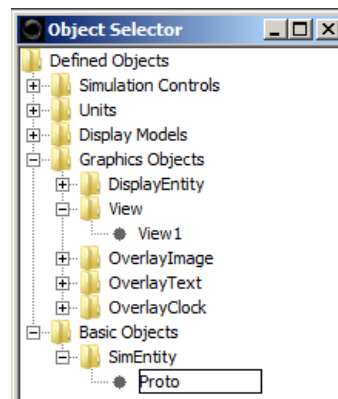 Object Selector
Defined Objects
Simulation Controls
Units
Display Models
Graphics Objects
DisplayEntity
View
View1
OverlayImage
OverlayText
OverlayClock
Basic Objects
SimEntity
Proto